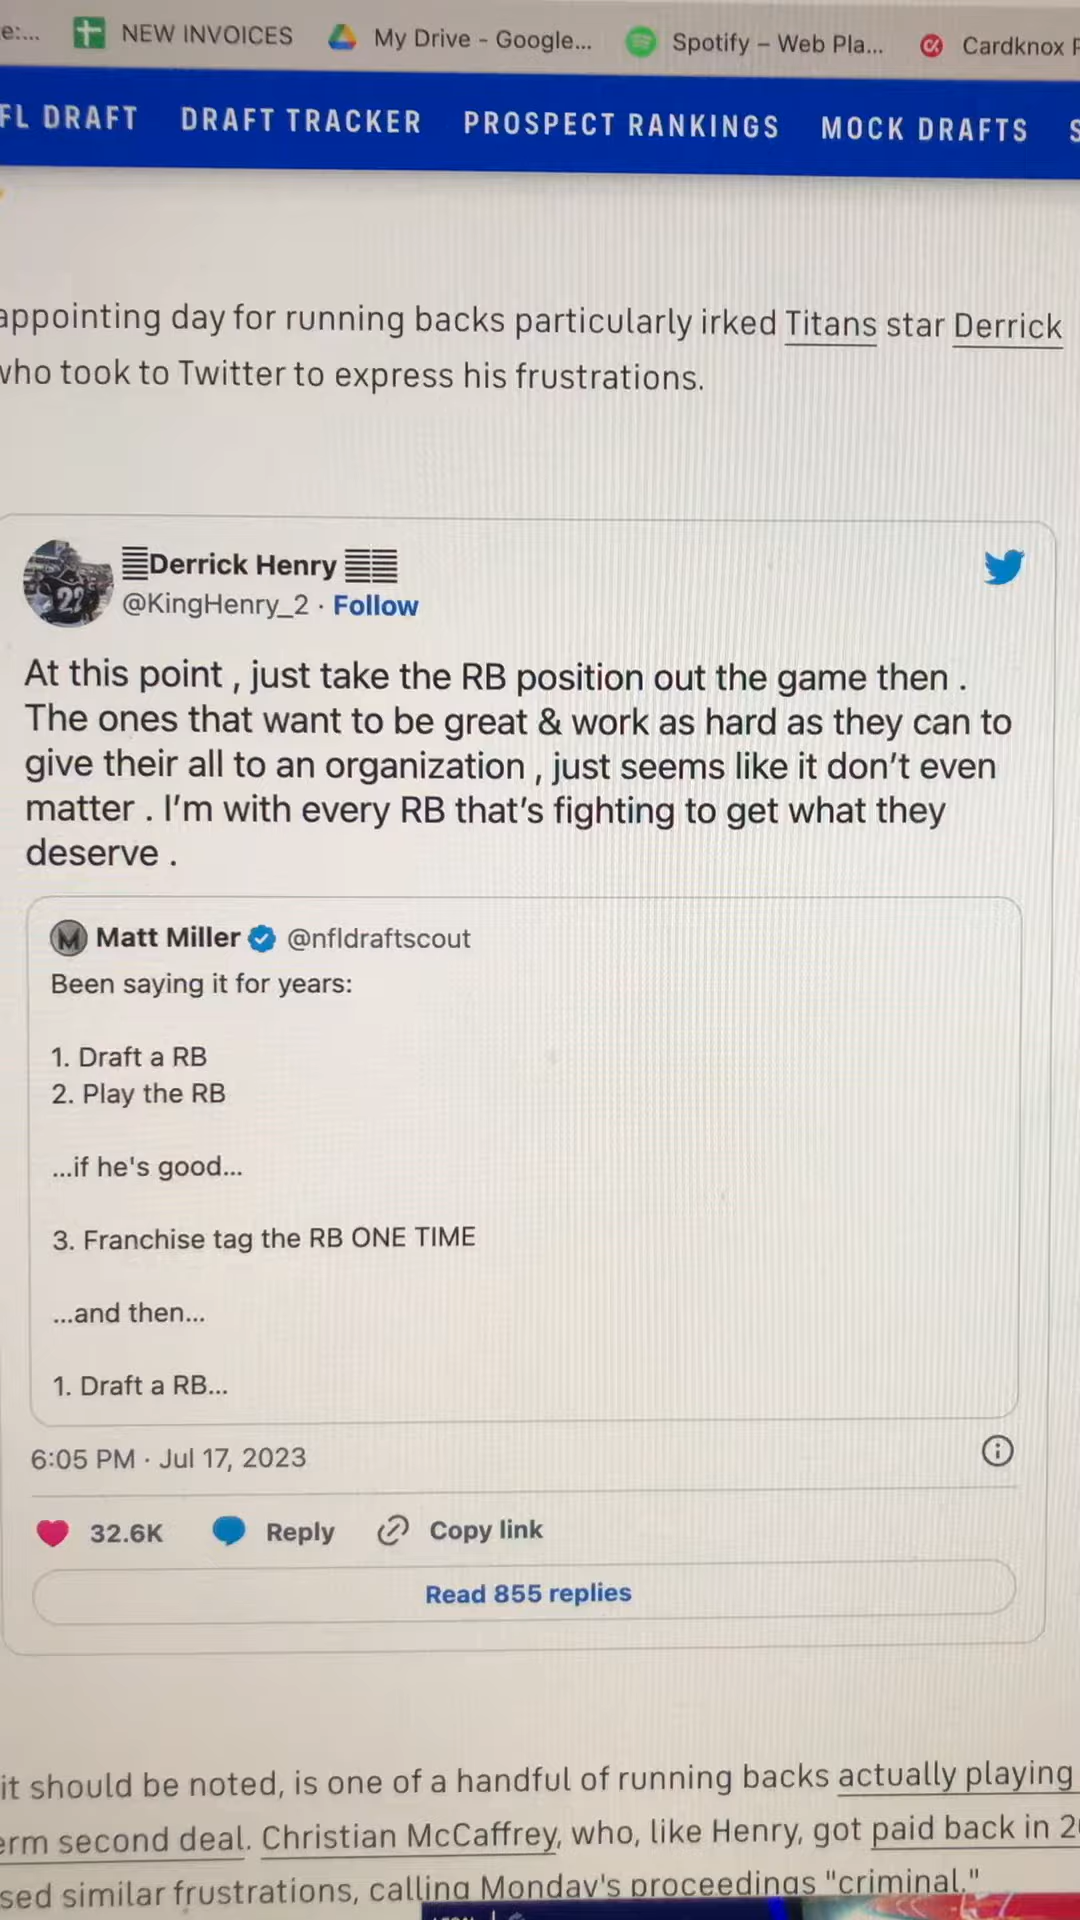 NEW INVOICES My Drive - Google... Spotify – Web Pla... Cardknox
DRAFT DRAFT TRACKER PROSPECT RANKINGS MOCK DRAFTS
day for running backs particularly irked Titans star Derrick
who took to Twitter to express his frustrations.
Derrick Henry
@KingHenry_2 · Follow
At this point , just take the RB position out the game then .
The ones that want to be great & work as hard as they can to
give their all to an organization , just seems like it don't even
matter . I'm with every RB that's fighting to get what they
deserve .
M Matt Miller @nfldraftscout
Been saying it for years:
1. Draft a RB
2. Play the RB
...if he's good...
3. Franchise tag the RB ONE TIME
...and then...
1. Draft a RB...
6:05 PM · Jul 17, 2023
32.6K Reply Copy link
Read 855 replies
it should be noted, is one of a handful of running backs actually playing
second deal. Christian McCaffrey, who, like Henry, got paid back in
similar frustrations, calling Monday's proceedings "criminal."